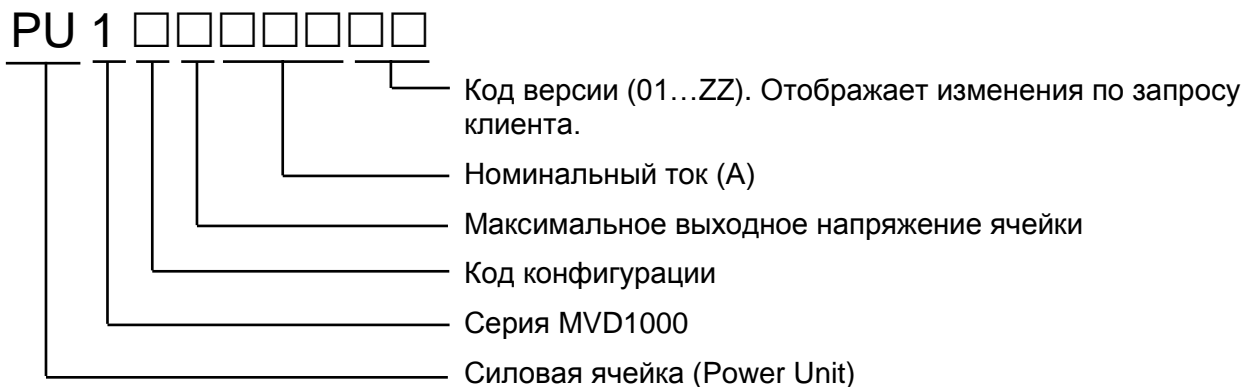 PU 1 □□□□□□□□
Код версии (01…ZZ). Отображает изменения по запросу
клиента.
Номинальный ток (А)
Максимальное выходное напряжение ячейки
Код конфигурации
Серия MVD1000
Силовая ячейка (Power Unit)